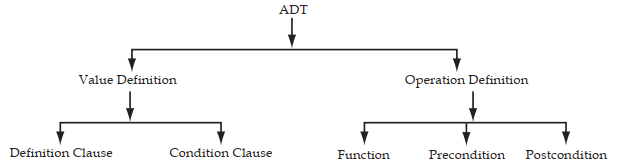 ADT
Value Definition
Operation Definition
Definition Clause
Condition Clause
Function
Precondition
Postcondition